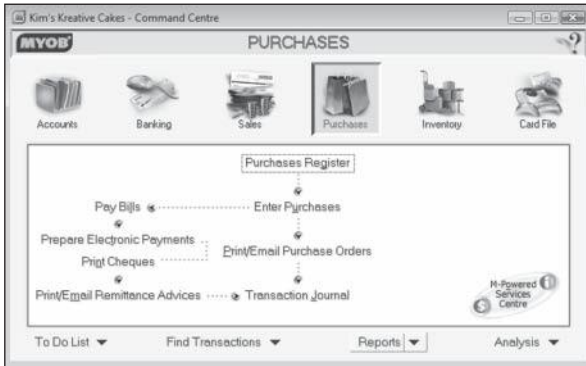 Kim's Kreative Cakes - Command Centre
MYOB PURCHASES
Accounts Banking Sales Purchases Inventory Card File
Purchases Register
Pay Bills Enter Purchases
Prepare Electronic Payments
Print/Email Purchase Orders
Print Cheques
Print/Email Remittance Advices Transaction Journal
M-Powered
Services
Centre
To Do List Find Transactions Reports Analysis